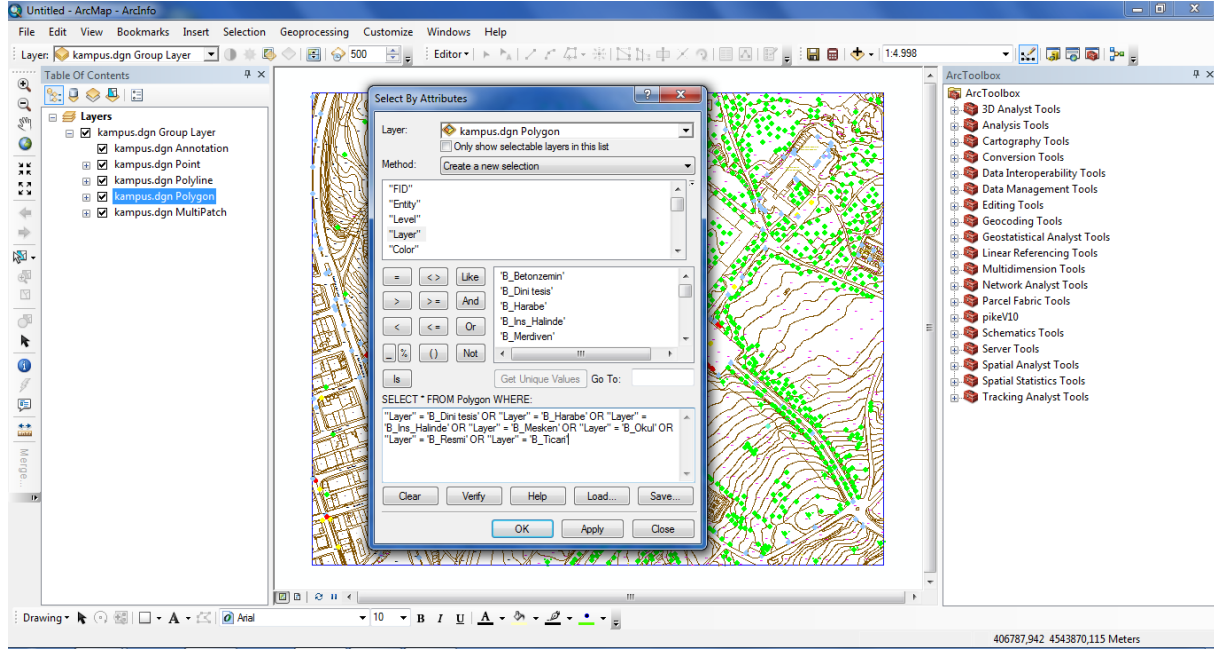 Untitled - ArcMap - ArcInfo
File Edit View Bookmarks Insert Selection Geoprocessing Customize Windows Help
Layer: kampus.dgn Group Layer 500 Editor 1:4.998
Table Of Contents
Layers
kampus.dgn Group Layer
kampus.dgn Annotation
kampus.dgn Point
kampus.dgn Polyline
kampus.dgn Polygon
kampus.dgn MultiPatch
Merge...
Select By Attributes
Layer: kampus.dgn Polygon
Only show selectable layers in this list
Method: Create a new selection
"FID"
"Entity"
"Level"
"Layer"
"Color"
= < > Like
> > = And
< < = Or
_ % ( ) Not
Is
'B_Betonzemin'
'B_Dini tesis'
'B_Harabe'
'B_Ins_Halinde'
'B_Merdiven'
Get Unique Values Go To:
SELECT * FROM Polygon WHERE:
"Layer" = 'B_Dini tesis' OR "Layer" = 'B_Harabe' OR "Layer" =
'B_Ins_Halinde' OR "Layer" = 'B_Mesken' OR "Layer" = 'B_Okul' OR
"Layer" = 'B_Resmi' OR "Layer" = 'B_Ticari'
Clear Verify Help Load... Save...
OK Apply Close
ArcToolbox
ArcToolbox
3D Analyst Tools
Analysis Tools
Cartography Tools
Conversion Tools
Data Interoperability Tools
Data Management Tools
Editing Tools
Geocoding Tools
Geostatistical Analyst Tools
Linear Referencing Tools
Multidimension Tools
Network Analyst Tools
Parcel Fabric Tools
pikeV10
Schematics Tools
Server Tools
Spatial Analyst Tools
Spatial Statistics Tools
Tracking Analyst Tools
Drawing A Arial 10 B I U A
406787,942 4543870,115 Meters